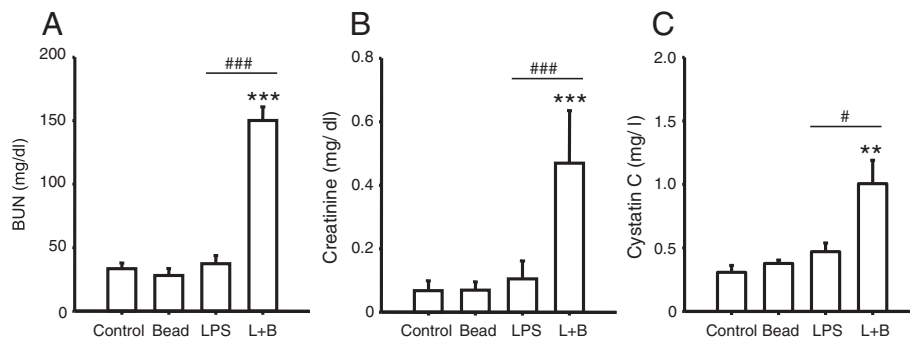 A
BUN (mg/dl)
200
150
100
50
0
###
***
Control Bead LPS L+B
B
Creatinine (mg/ dl)
0.8
0.6
0.4
0.2
0
###
***
Control Bead LPS L+B
C
Cystatin C (mg/ l)
2.0
1.5
1.0
0.5
0.0
#
**
Control Bead LPS L+B